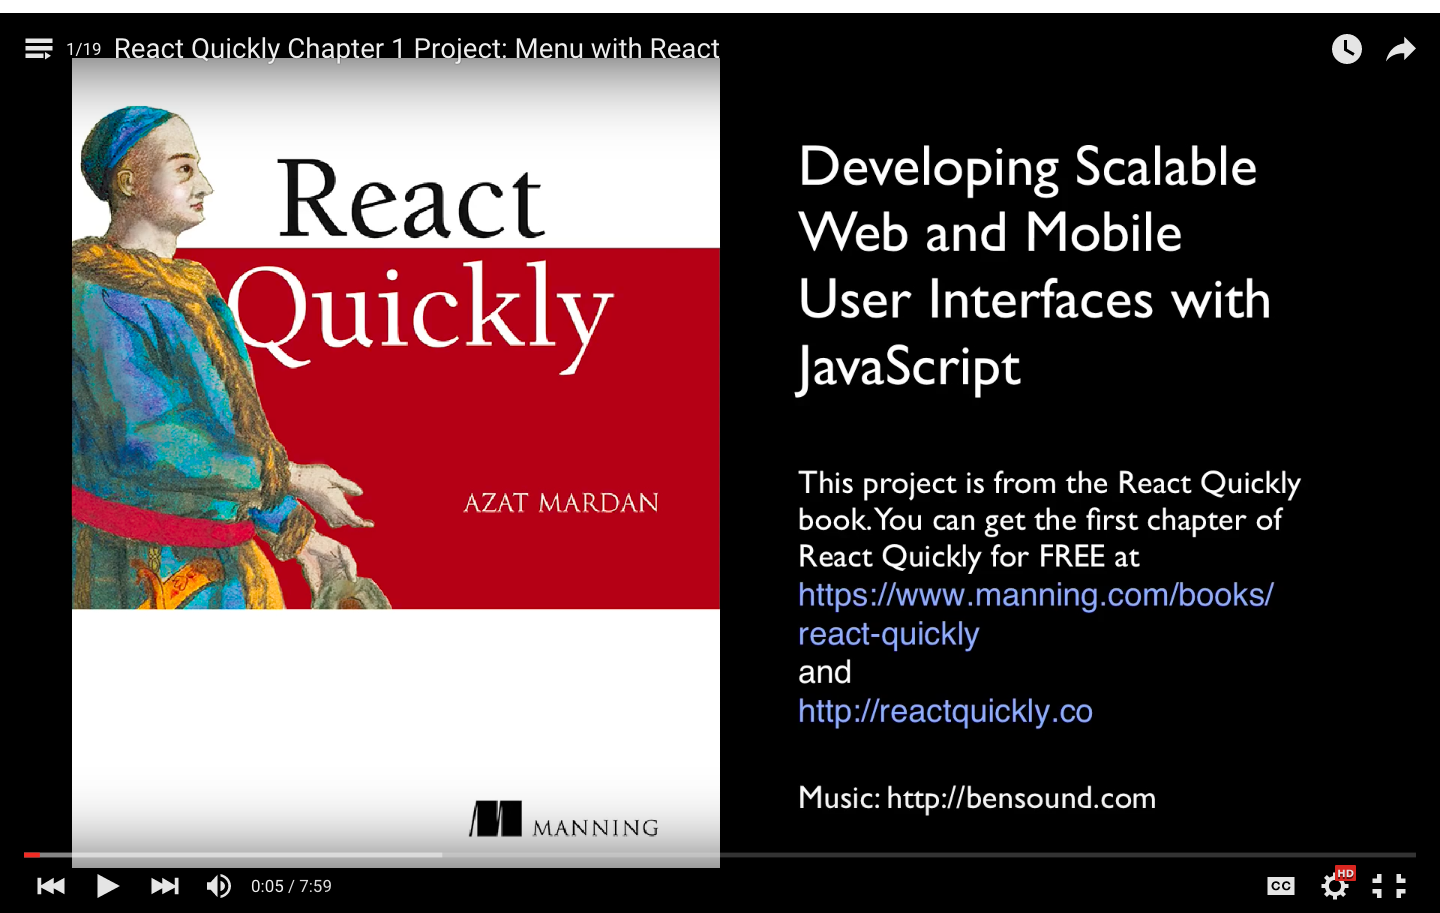 1/19 React Quickly Chapter 1 Project: Menu with React
React
Quickly
AZAT MARDAN
MANNING
Developing Scalable
Web and Mobile
User Interfaces with
JavaScript
This project is from the React Quickly
book. You can get the first chapter of
React Quickly for FREE at
https://www.manning.com/books/
react-quickly
and
http://reactquickly.co
Music: http://bensound.com
0:05 / 7:59
CC
HD